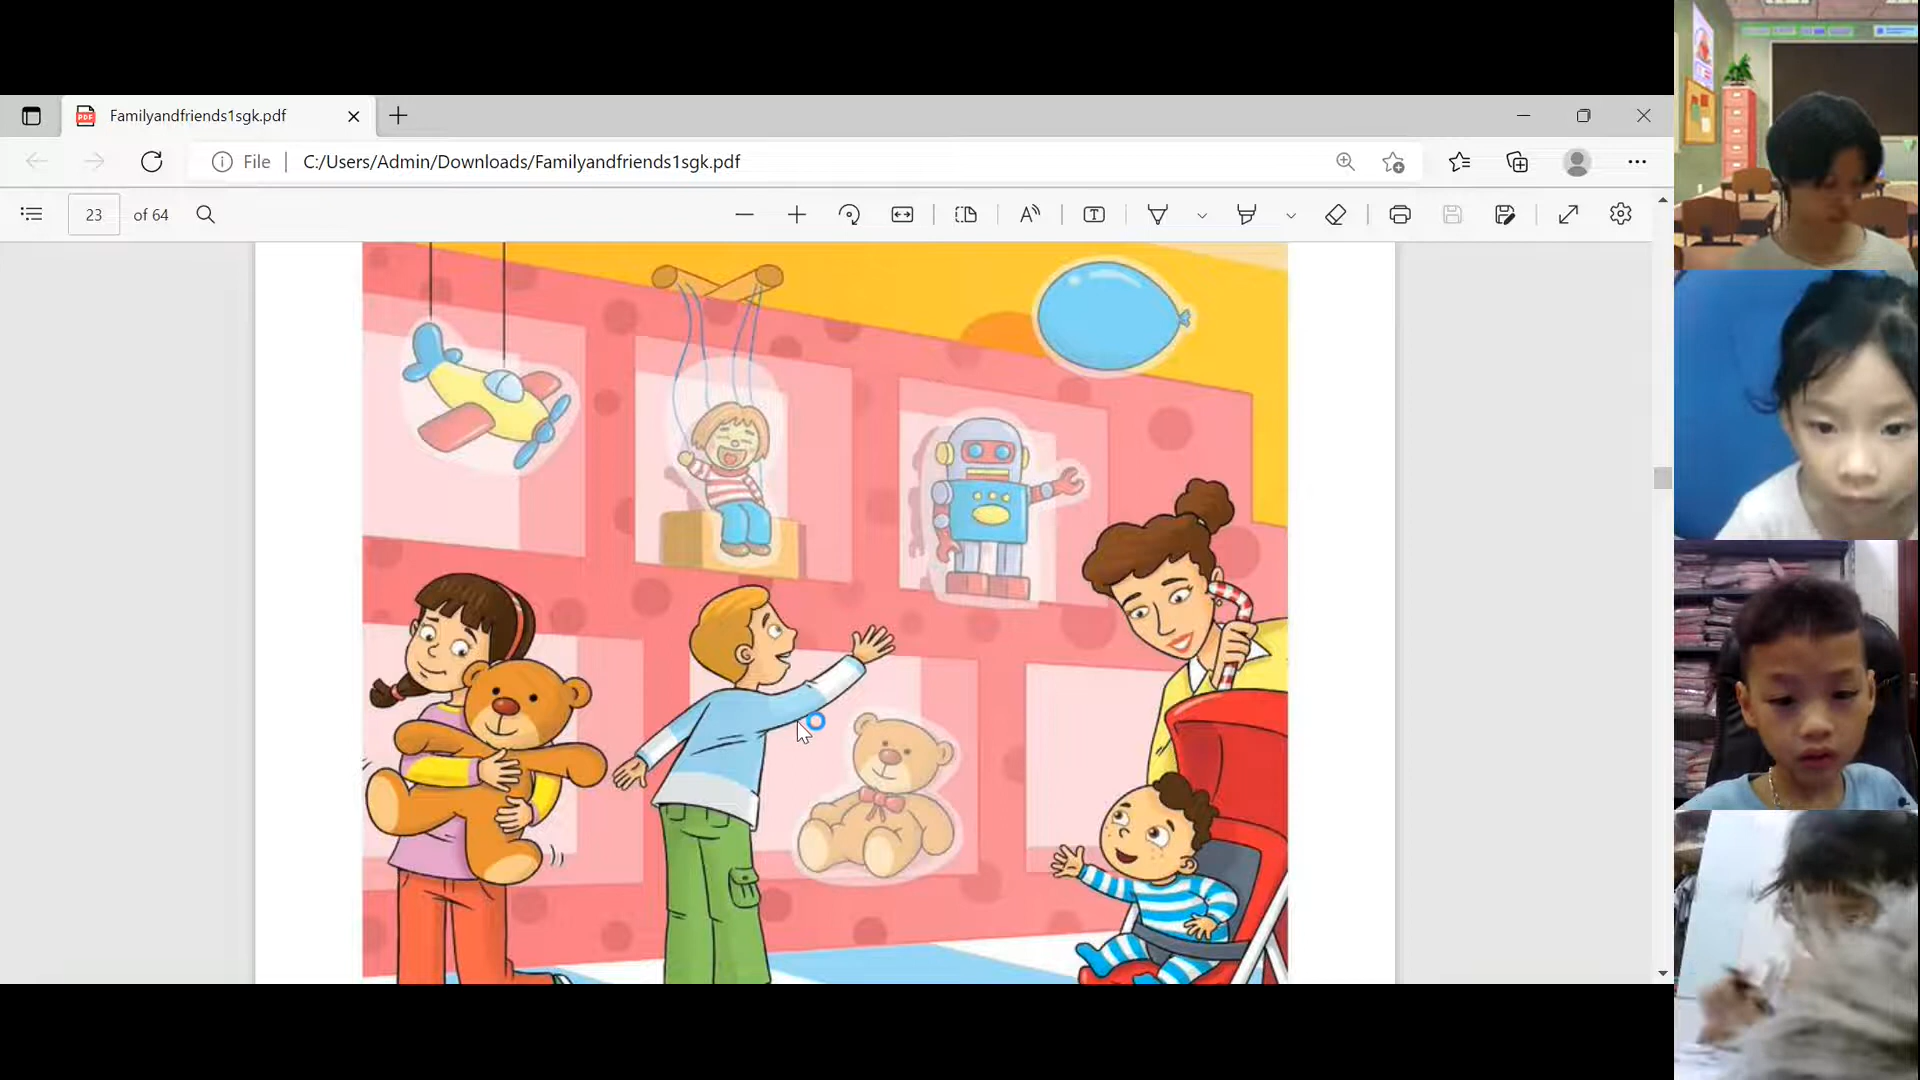 Familyandfriends1sgk.pdf
File | C:/Users/Admin/Downloads/Familyandfriends1sgk.pdf
23 of 64